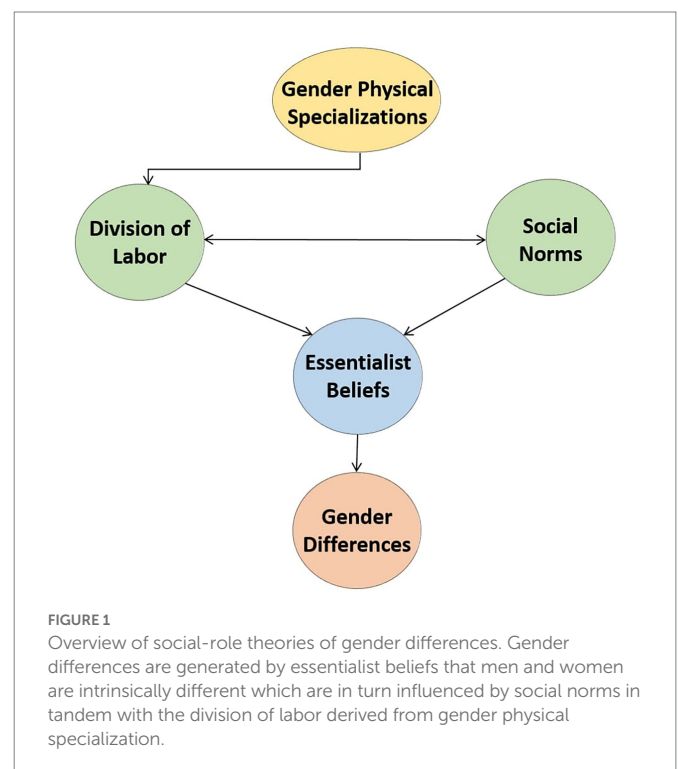 Gender Physical
Specializations
Division of
Labor
Social
Norms
Essentialist
Beliefs
Gender
Differences
FIGURE 1
Overview of social-role theories of gender differences. Gender
differences are generated by essentialist beliefs that men and women
are intrinsically different which are in turn influenced by social norms in
tandem with the division of labor derived from gender physical
specialization.